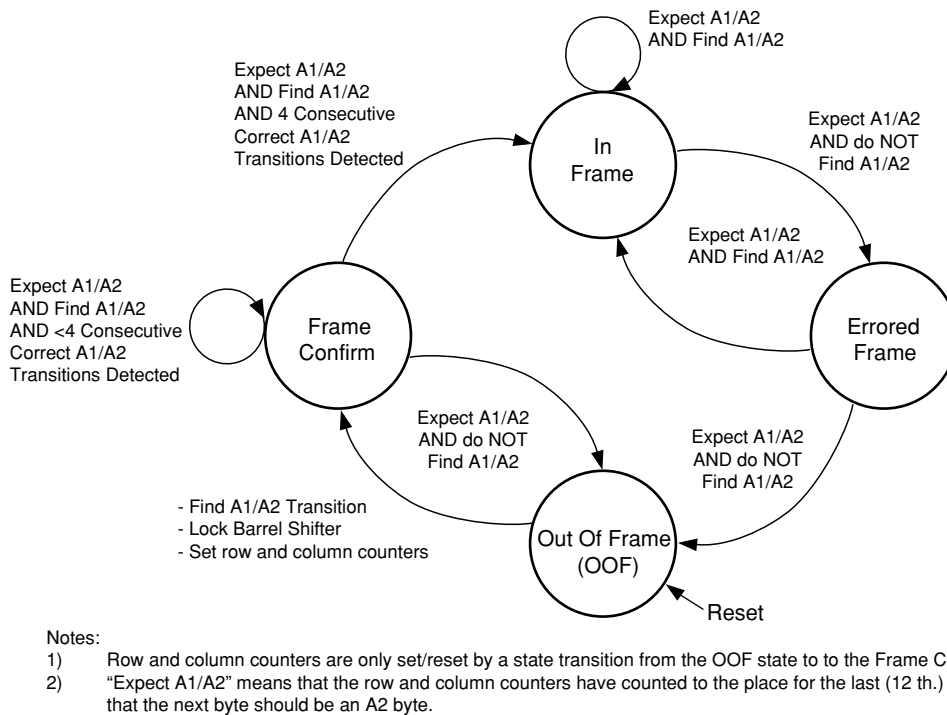 Expect A1/A2
AND Find A1/A2
Expect A1/A2
AND Find A1/A2
AND 4 Consecutive
Correct A1/A2
Transitions Detected
In
Frame
Expect A1/A2
AND do NOT
Find A1/A2
Expect A1/A2
AND Find A1/A2
Expect A1/A2
AND Find A1/A2
AND <4 Consecutive
Correct A1/A2
Transitions Detected
Frame
Confirm
Errored
Frame
Expect A1/A2
AND do NOT
Find A1/A2
Expect A1/A2
AND do NOT
Find A1/A2
- Find A1/A2 Transition
- Lock Barrel Shifter
- Set row and column counters
Out Of Frame
(OOF)
Reset
Notes:
1) Row and column counters are only set/reset by a state transition from the OOF state to to the Frame C
2) “Expect A1/A2” means that the row and column counters have counted to the place for the last (12 th.)
that the next byte should be an A2 byte.